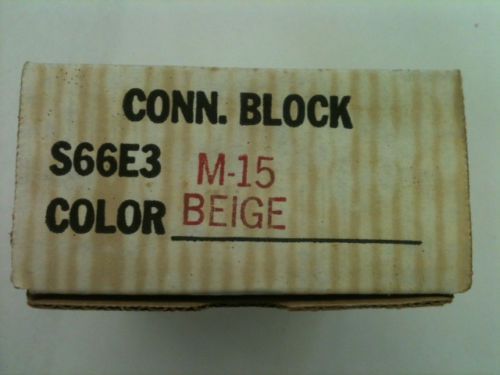 CONN. BLOCK
S66E3 M-15
COLOR BEIGE